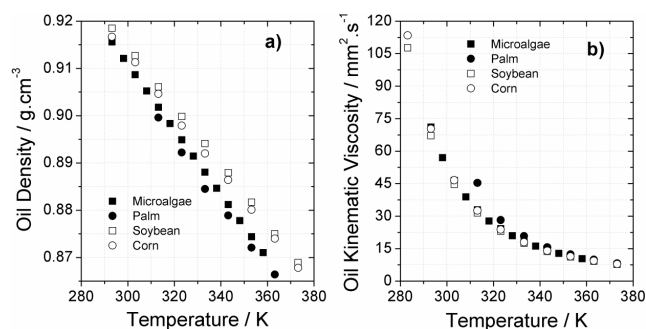 a)
Oil Density / g.cm⁻³
0.92
0.91
0.90
0.89
0.88
0.87
Microalgae
Palm
Soybean
Corn
280 300 320 340 360 380
Temperature / K
b)
Oil Kinematic Viscosity / mm².s⁻¹
120
105
90
75
60
45
30
15
0
Microalgae
Palm
Soybean
Corn
280 300 320 340 360 380
Temperature / K